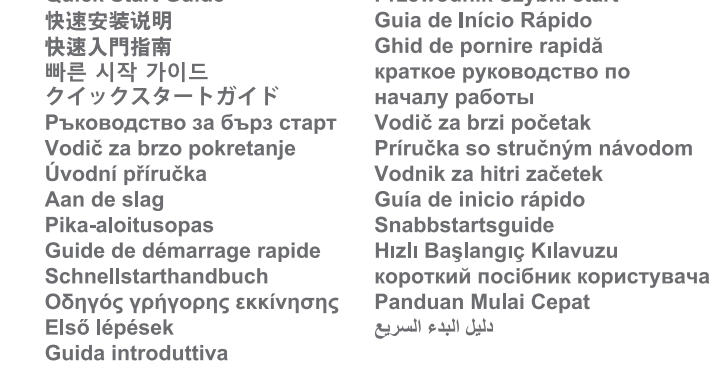 快速安装说明
快速入門指南
빠른 시작 가이드
クイックスタートガイド
Ръководство за бърз старт
Vodič za brzo pokretanje
Úvodní příručka
Aan de slag
Pika-aloitusopas
Guide de démarrage rapide
Schnellstarthandbuch
Οδηγός γρήγορης εκκίνησης
Első lépések
Guida introduttiva
Guia de Início Rápido
Ghid de pornire rapidă
краткое руководство по
началу работы
Vodič za brzi početak
Príručka so stručným návodom
Vodnik za hitri začetek
Guía de inicio rápido
Snabbstartsguide
Hızlı Başlangıç Kılavuzu
короткий посібник користувача
Panduan Mulai Cepat
دليل البدء السريع